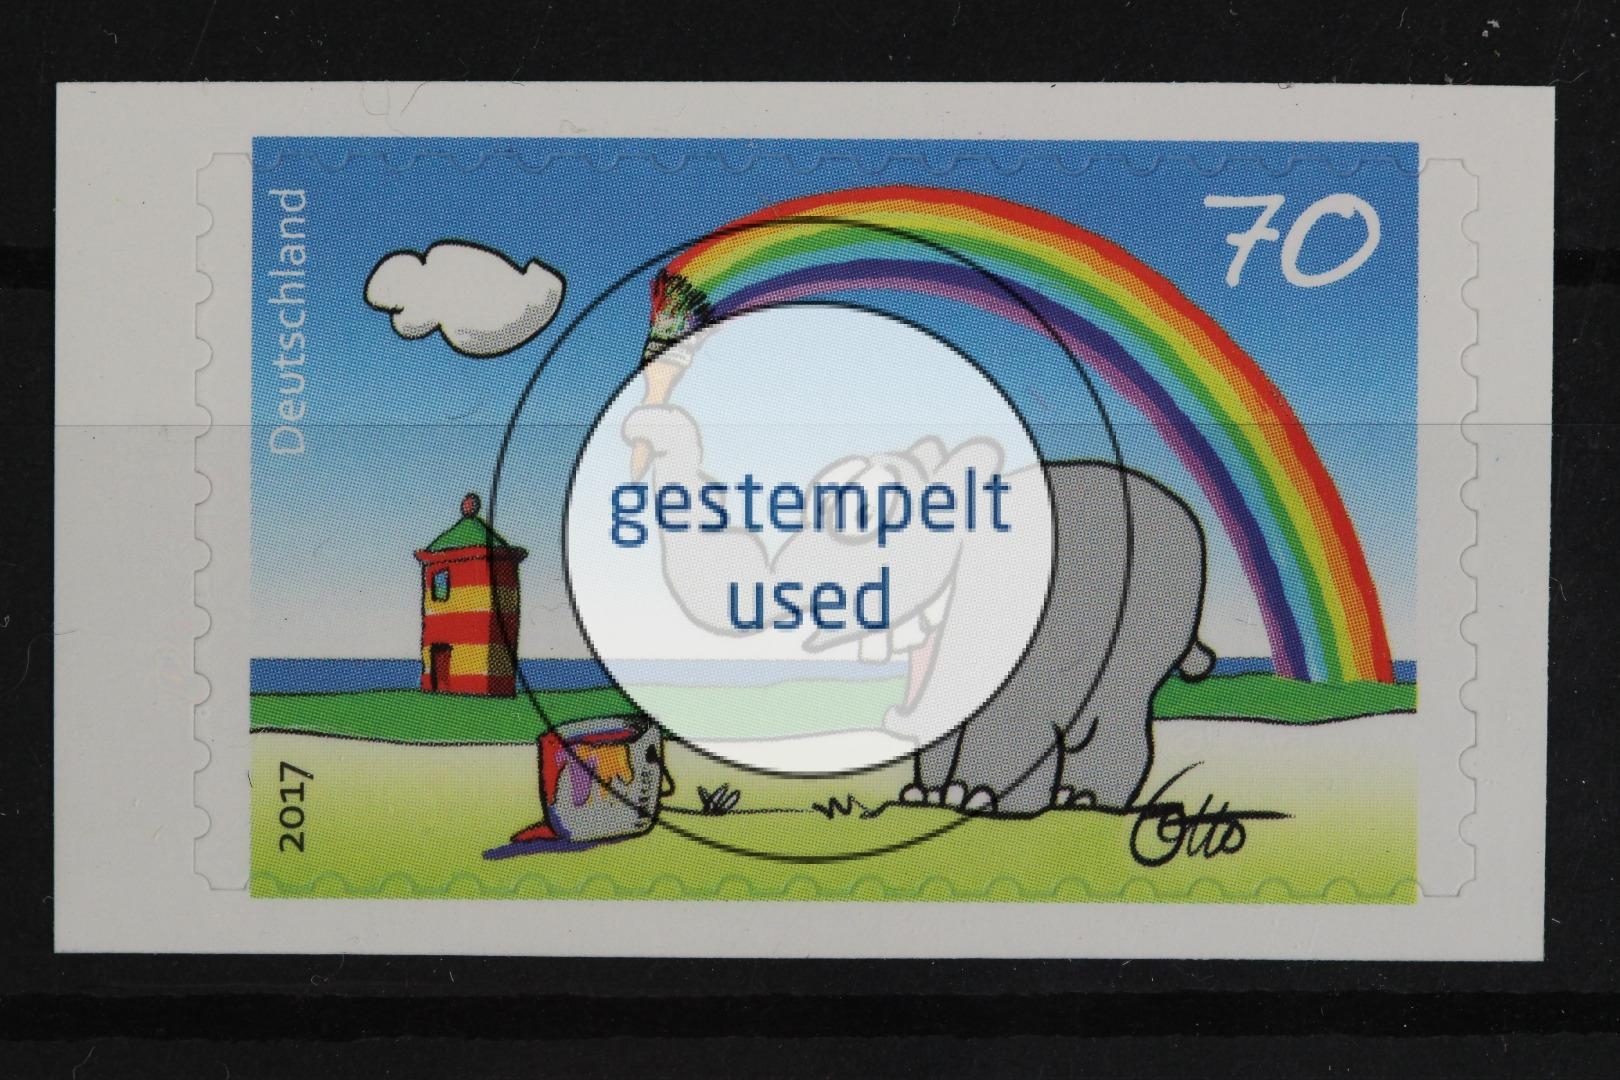 Deutschland
70
gestempelt
used
2017
Otto